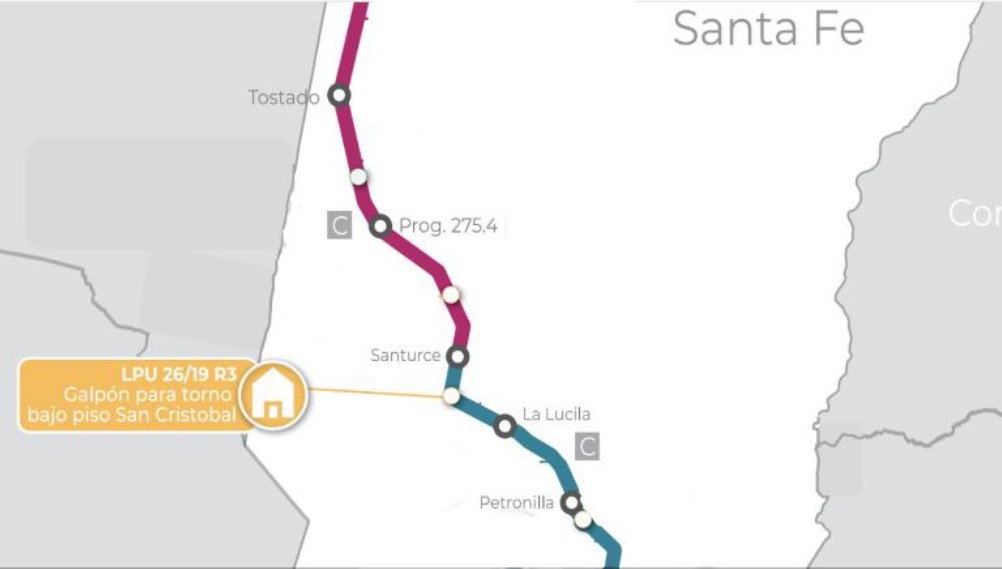 Santa Fe
Tostado
Cor
C
Prog. 275.4
Santurce
LPU 26/19 R3
Galpón para torno
bajo piso San Cristobal
La Lucila
C
Petronilla